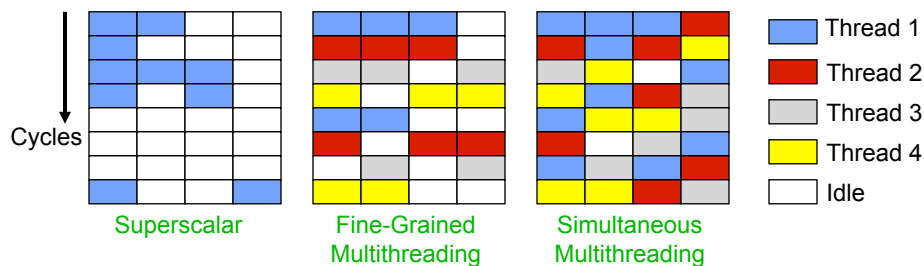 Cycles
Superscalar
Fine-Grained
Multithreading
Simultaneous
Multithreading
Thread 1
Thread 2
Thread 3
Thread 4
Idle